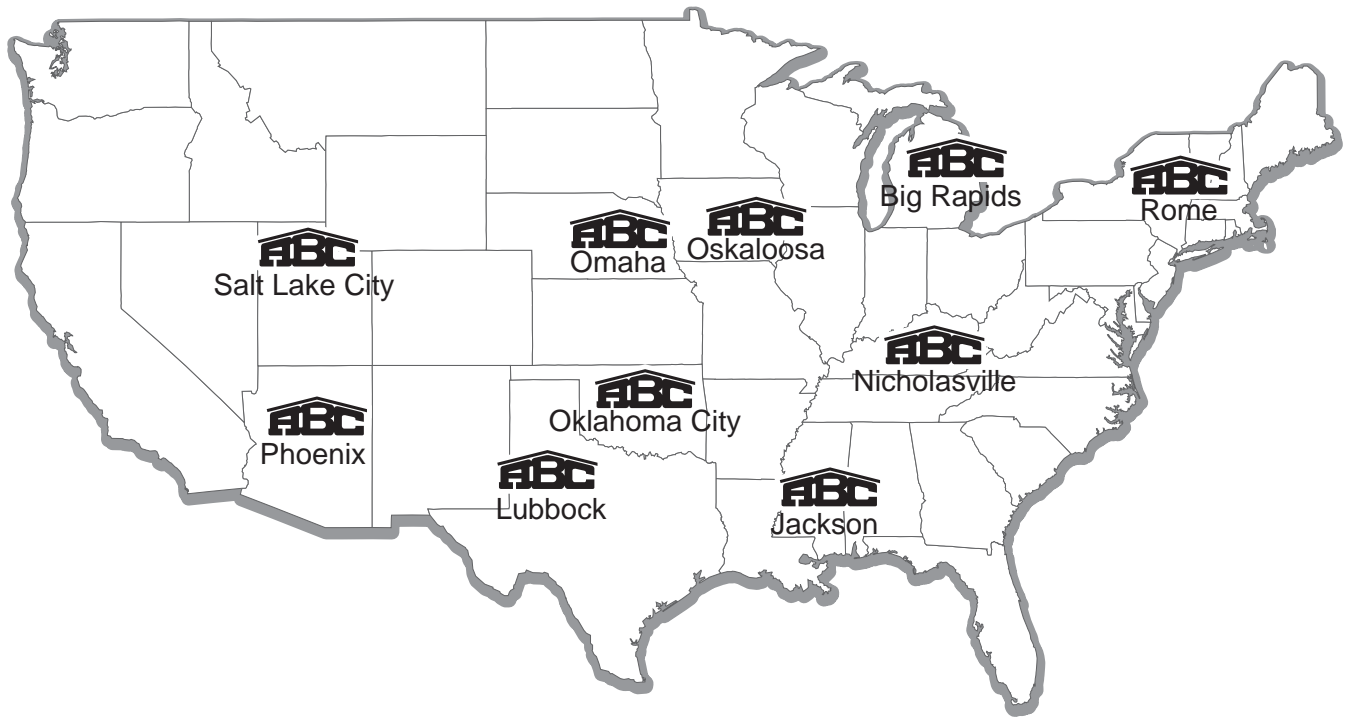 ABC
Big Rapids
ABC
Rome
ABC
Omaha
ABC
Oskaloosa
ABC
Salt Lake City
ABC
Nicholasville
ABC
Oklahoma City
ABC
Phoenix
ABC
Lubbock
ABC
Jackson